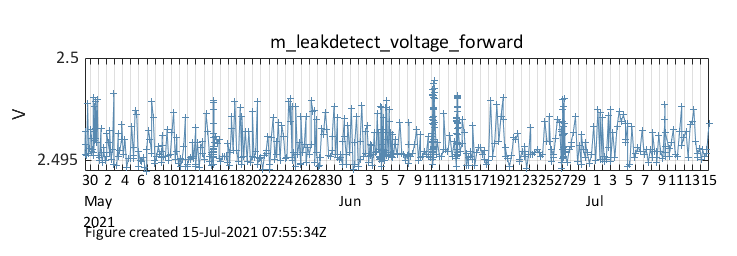 m_leakdetect_voltage_forward
2.5
V
2.495
30 2 4 6 8 10 12 14 16 18 20 22 24 26 28 30 1 3 5 7 9 11 13 15 17 19 21 23 25 27 29 1 3 5 7 9 11 13 15
May Jun Jul
2021
Figure created 15-Jul-2021 07:55:34Z